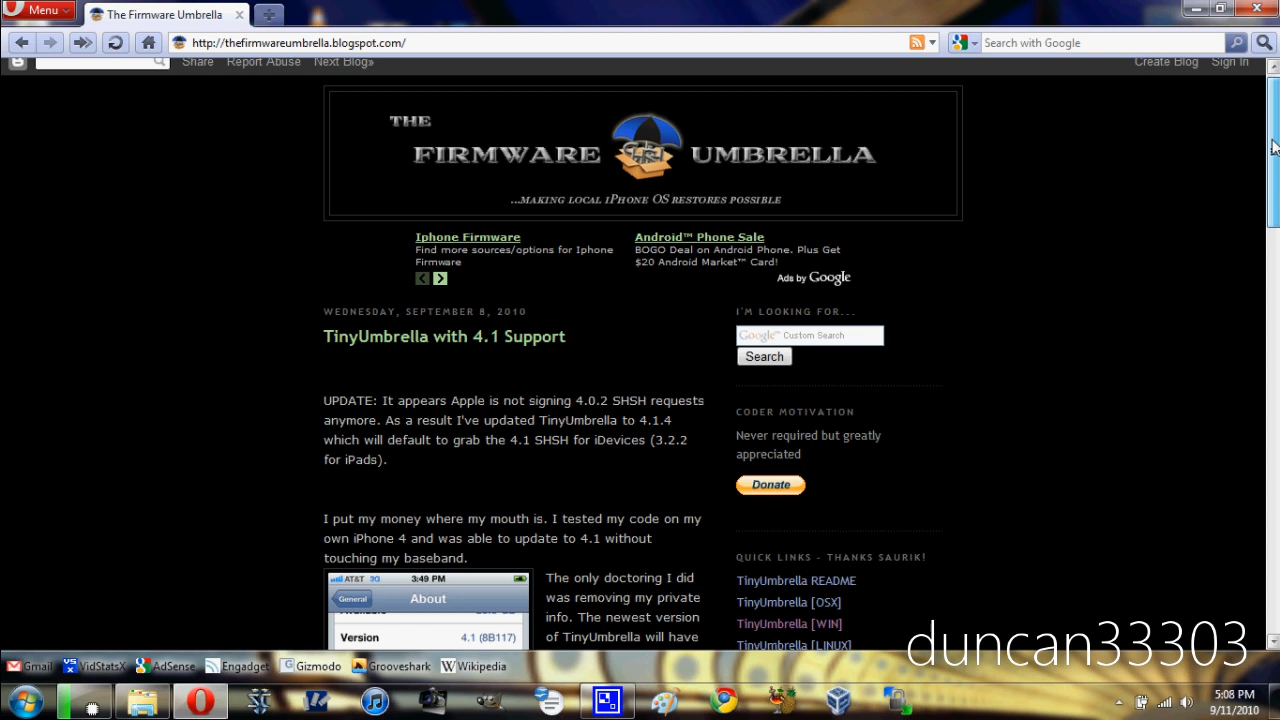 Menu
The Firmware Umbrella
http://thefirmwareumbrella.blogspot.com/
Search with Google
Share Report Abuse Next Blog»
Create Blog Sign In
THE
FIRMWARE UMBRELLA
...MAKING LOCAL IPHONE OS RESTORES POSSIBLE
Iphone Firmware
Find more sources/options for Iphone
Firmware
Android™ Phone Sale
BOGO Deal on Android Phone. Plus Get
$20 Android Market™ Card!
Ads by Google
WEDNESDAY, SEPTEMBER 8, 2010
TinyUmbrella with 4.1 Support
UPDATE: It appears Apple is not signing 4.0.2 SHSH requests
anymore. As a result I've updated TinyUmbrella to 4.1.4
which will default to grab the 4.1 SHSH for iDevices (3.2.2
for iPads).
I put my money where my mouth is. I tested my code on my
own iPhone 4 and was able to update to 4.1 without
touching my baseband.
AT&T 3G 3:49 PM
General About
Version 4.1 (8B117)
The only doctoring I did
was removing my private
info. The newest version
of TinyUmbrella will have
I'M LOOKING FOR...
Google™ Custom Search
Search
CODER MOTIVATION
Never required but greatly
appreciated
Donate
QUICK LINKS - THANKS SAURIK!
TinyUmbrella README
TinyUmbrella [OSX]
TinyUmbrella [WIN]
TinyUmbrella [LINUX]
duncan33303
Gmail VidStatsX AdSense Engadget Gizmodo Grooveshark Wikipedia
5:08 PM
9/11/2010